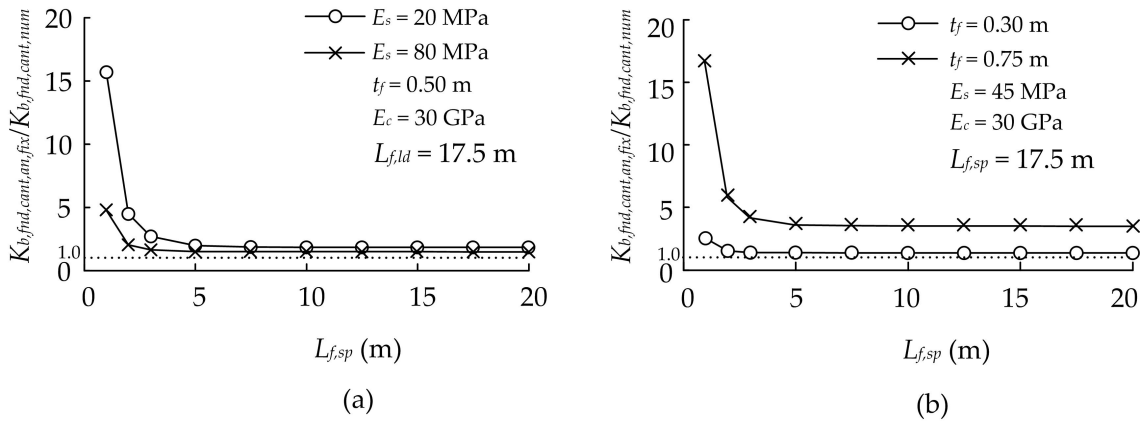 K_b,fnd,cant,an,fix/K_b,fnd,cant,num
20
15
10
5
1.0
0
E_s = 20 MPa
E_s = 80 MPa
t_f = 0.50 m
E_c = 30 GPa
L_f,ld = 17.5 m
0 5 10 15 20
L_f,sp (m)
(a)
K_b,fnd,cant,an,fix/K_b,fnd,cant,num
20
15
10
5
1.0
0
t_f = 0.30 m
t_f = 0.75 m
E_s = 45 MPa
E_c = 30 GPa
L_f,sp = 17.5 m
0 5 10 15 20
L_f,sp (m)
(b)